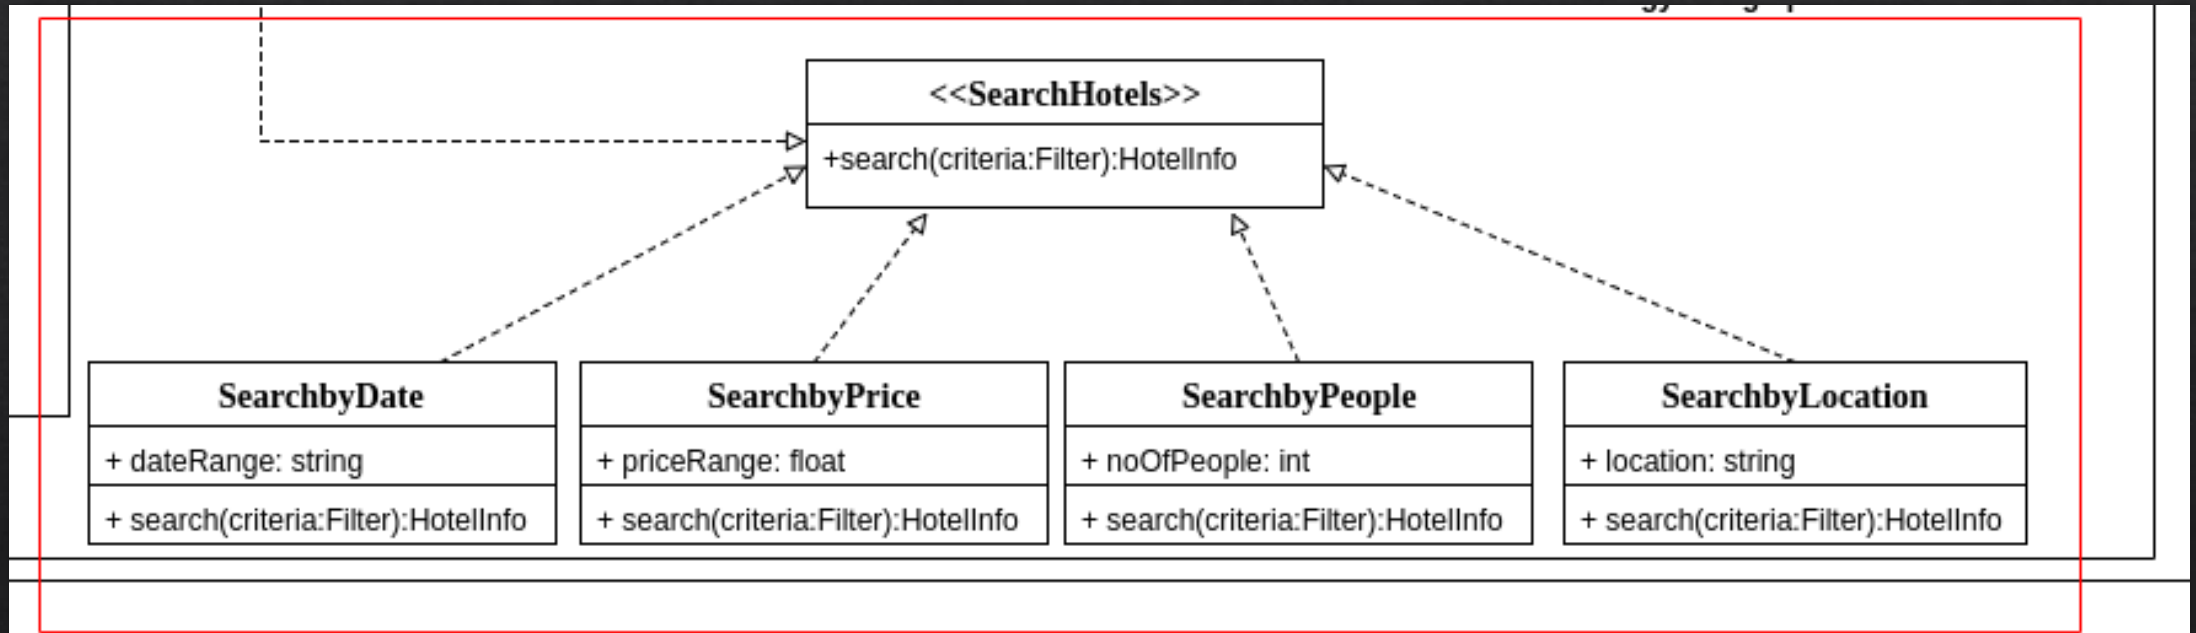 <<SearchHotels>>
+search(criteria:Filter):HotelInfo
SearchbyDate
+ dateRange: string
+ search(criteria:Filter):HotelInfo
SearchbyPrice
+ priceRange: float
+ search(criteria:Filter):HotelInfo
SearchbyPeople
+ noOfPeople: int
+ search(criteria:Filter):HotelInfo
SearchbyLocation
+ location: string
+ search(criteria:Filter):HotelInfo